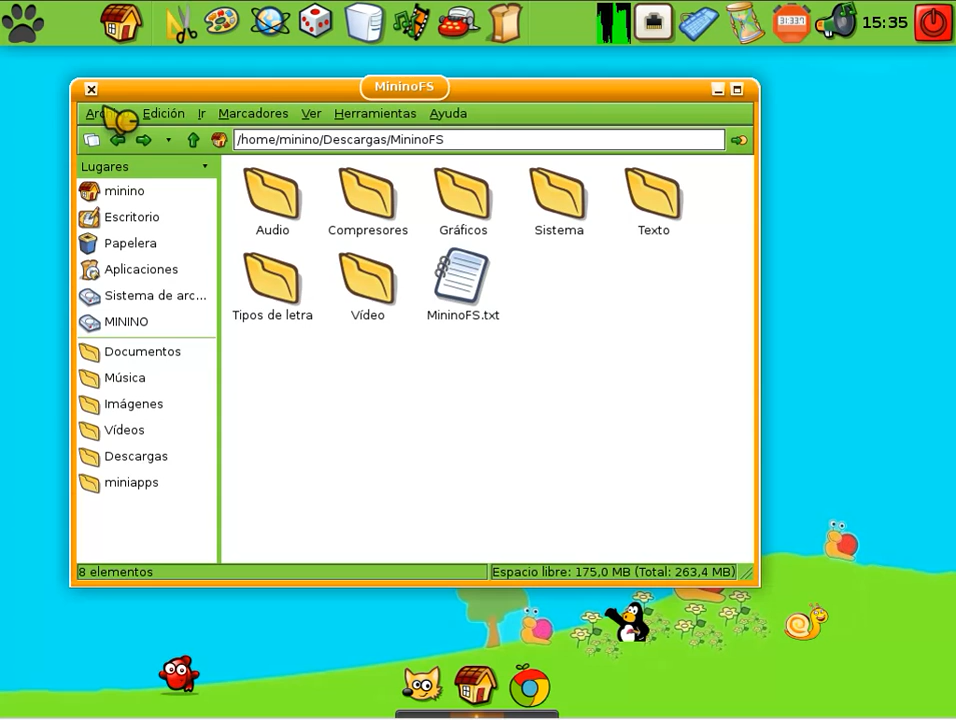 31:337
15:35
MininoFS
Edición Ir Marcadores Ver Herramientas Ayuda
/home/minino/Descargas/MininoFS
Lugares
minino
Escritorio
Papelera
Aplicaciones
Sistema de arc...
MININO
Documentos
Música
Imágenes
Vídeos
Descargas
miniapps
Audio Compresores Gráficos Sistema Texto
Tipos de letra Vídeo MininoFS.txt
8 elementos
Espacio libre: 175,0 MB (Total: 263,4 MB)